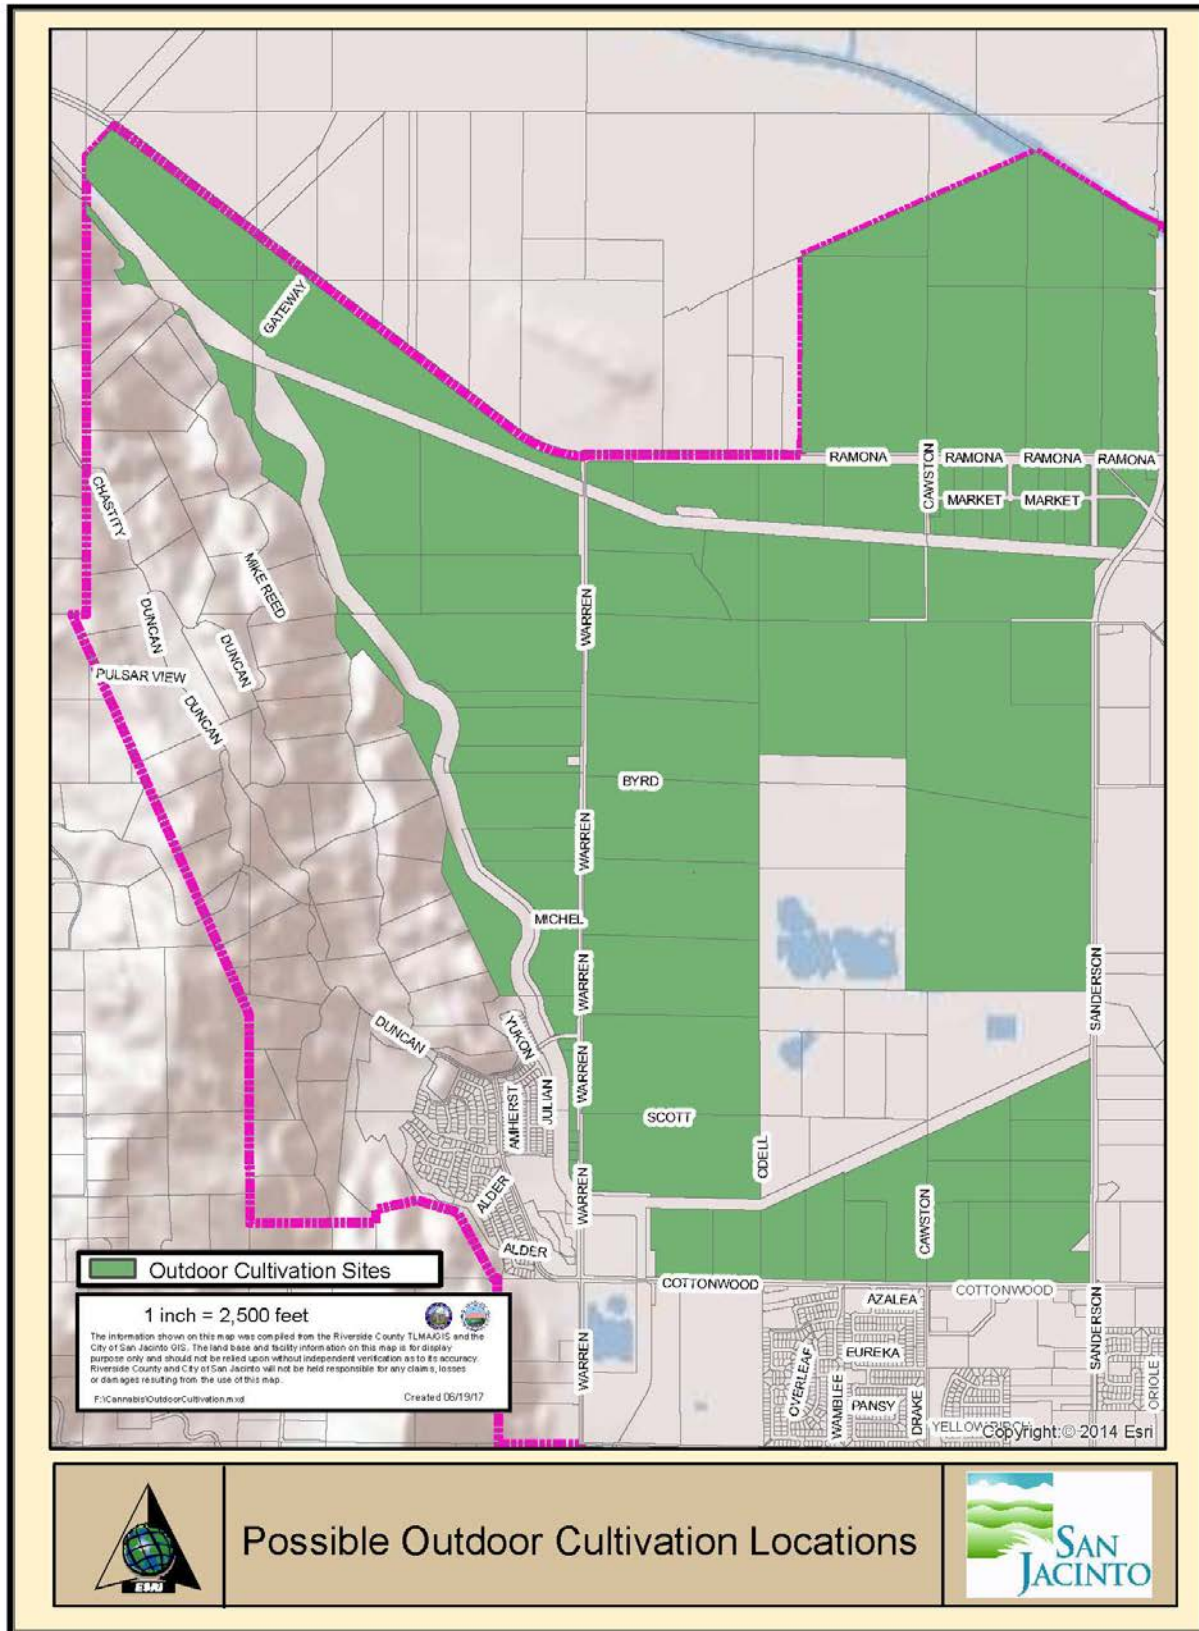 GATEWAY
RAMONA
RAMONA
RAMONA
RAMONA
CAWSTON
MARKET
MARKET
CHASTITY
MIKE REED
DUNCAN
DUNCAN
WARREN
PULSAR VIEW
DUNCAN
BYRD
WARREN
MICHEL
WARREN
SANDERSON
DUNCAN
YUKON
WARREN
AMHERST
JULIAN
SCOTT
ODELL
ALDER
WARREN
CAWSTON
ALDER
COTTONWOOD
COTTONWOOD
AZALEA
SANDERSON
WARREN
EUREKA
OVERLEAF
WAMBLEE
PANSY
DRAKE
ORIOLE
Outdoor Cultivation Sites
1 inch = 2,500 feet
The information shown on this map was compiled from the Riverside County TLMA/GIS and the
City of San Jacinto GIS. The land base and facility information on this map is for display
purpose only and should not be relied upon without independent verification as to its accuracy.
Riverside County and City of San Jacinto will not be held responsible for any claims, losses
or damages resulting from the use of this map.
F:\Cannabis\OutdoorCultivation.mxd
Created 06/19/17
Copyright:© 2014 Esri
ESRI
Possible Outdoor Cultivation Locations
SAN
JACINTO